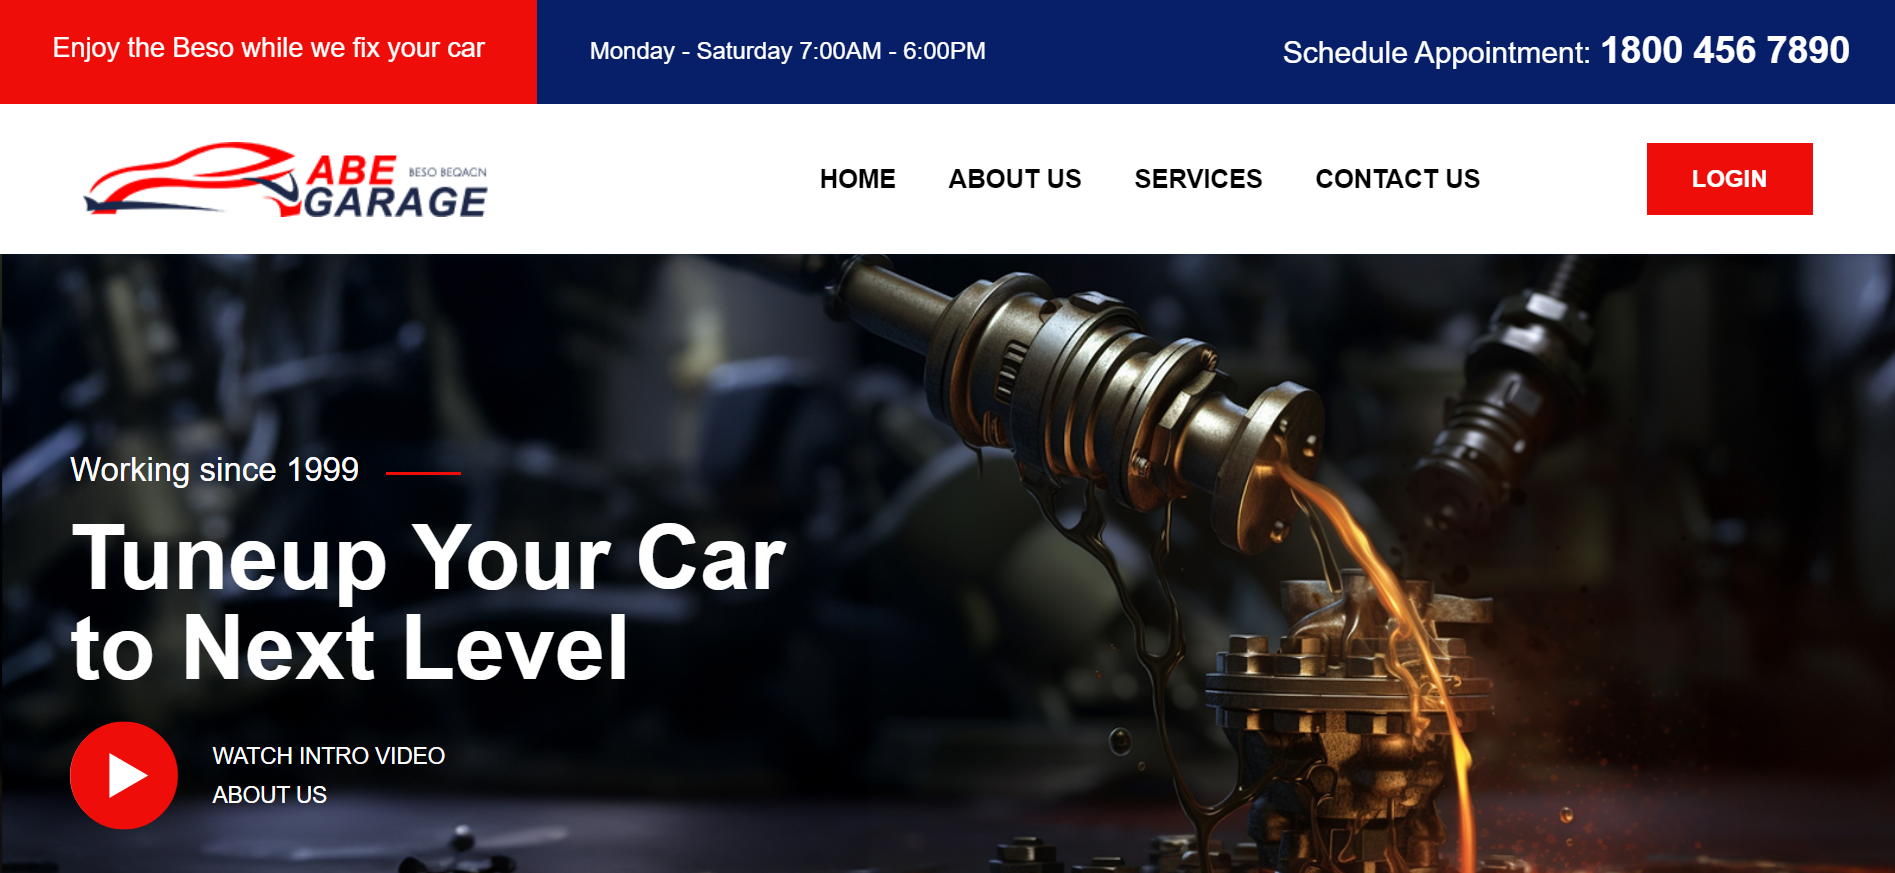 Enjoy the Beso while we fix your car
Monday - Saturday 7:00AM - 6:00PM
Schedule Appointment: 1800 456 7890
ABE
BESO BEQACN
GARAGE
HOME ABOUT US SERVICES CONTACT US
LOGIN
Working since 1999
Tuneup Your Car
to Next Level
WATCH INTRO VIDEO
ABOUT US